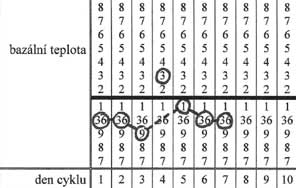 8 8 8 8 8 8 8 8 8 8
7 7 7 7 7 7 7 7 7 7
6 6 6 6 6 6 6 6 6 6
bazální teplota 5 5 5 5 5 5 5 5 5 5
4 4 4 4 4 4 4 4 4 4
3 3 3 3 3 3 3 3 3 3
2 2 2 2 2 2 2 2 2 2
1 1 1 1 1 1 1 1 1 1
36 36 36 36 36 36 36 36 36 36
9 9 9 9 9 9 9 9 9 9
8 8 8 8 8 8 8 8 8 8
7 7 7 7 7 7 7 7 7 7
den cyklu 1 2 3 4 5 6 7 8 9 10